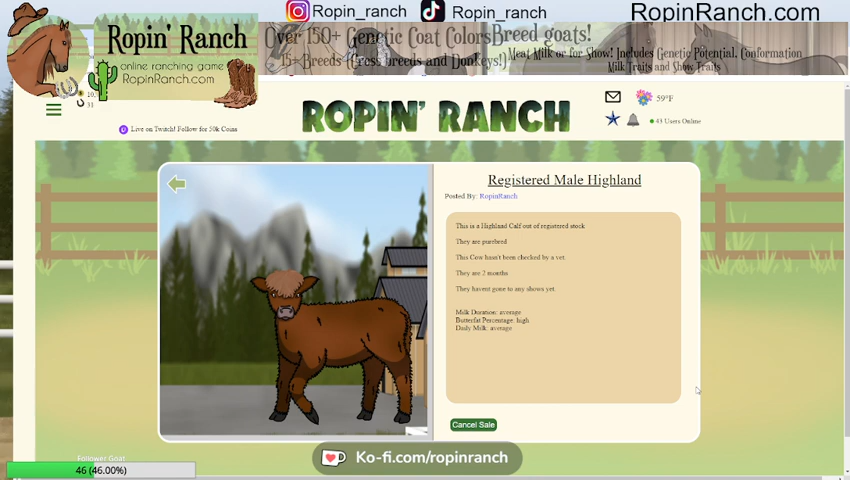 Ropin_ranch
Ropin_ranch
RopinRanch.com
Ropin' Ranch
online ranching game
RopinRanch.com
Over 150+ Genetic Coat Colors
15+ Breeds (Cross breeds and Donkeys!)
Breed goats!
Meat Milk or for Show! Includes Genetic Potential, Conformation
Milk Traits and Show Traits
31
Live on Twitch! Follow for 50k Coins
ROPIN' RANCH
59°F
43 Users Online
Registered Male Highland
Posted By: RopinRanch
This is a Highland Calf out of registered stock
They are purebred
This Cow hasn't been checked by a vet.
They are 2 months
They havent gone to any shows yet.
Milk Duration: average
Butterfat Percentage: high
Daily Milk: average
Cancel Sale
Follower Goat
46 (46.00%)
Ko-fi.com/ropinranch